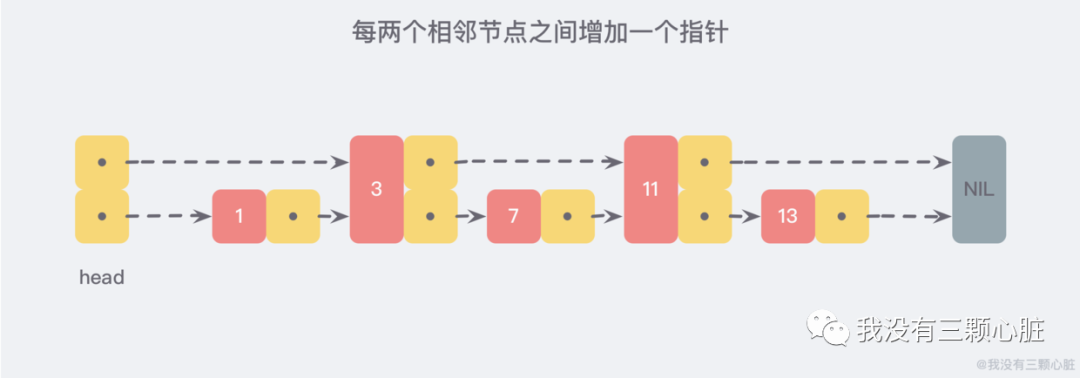 每两个相邻节点之间增加一个指针
3
11
NIL
1
7
13
head
我没有三颗心脏
@我没有三颗心脏